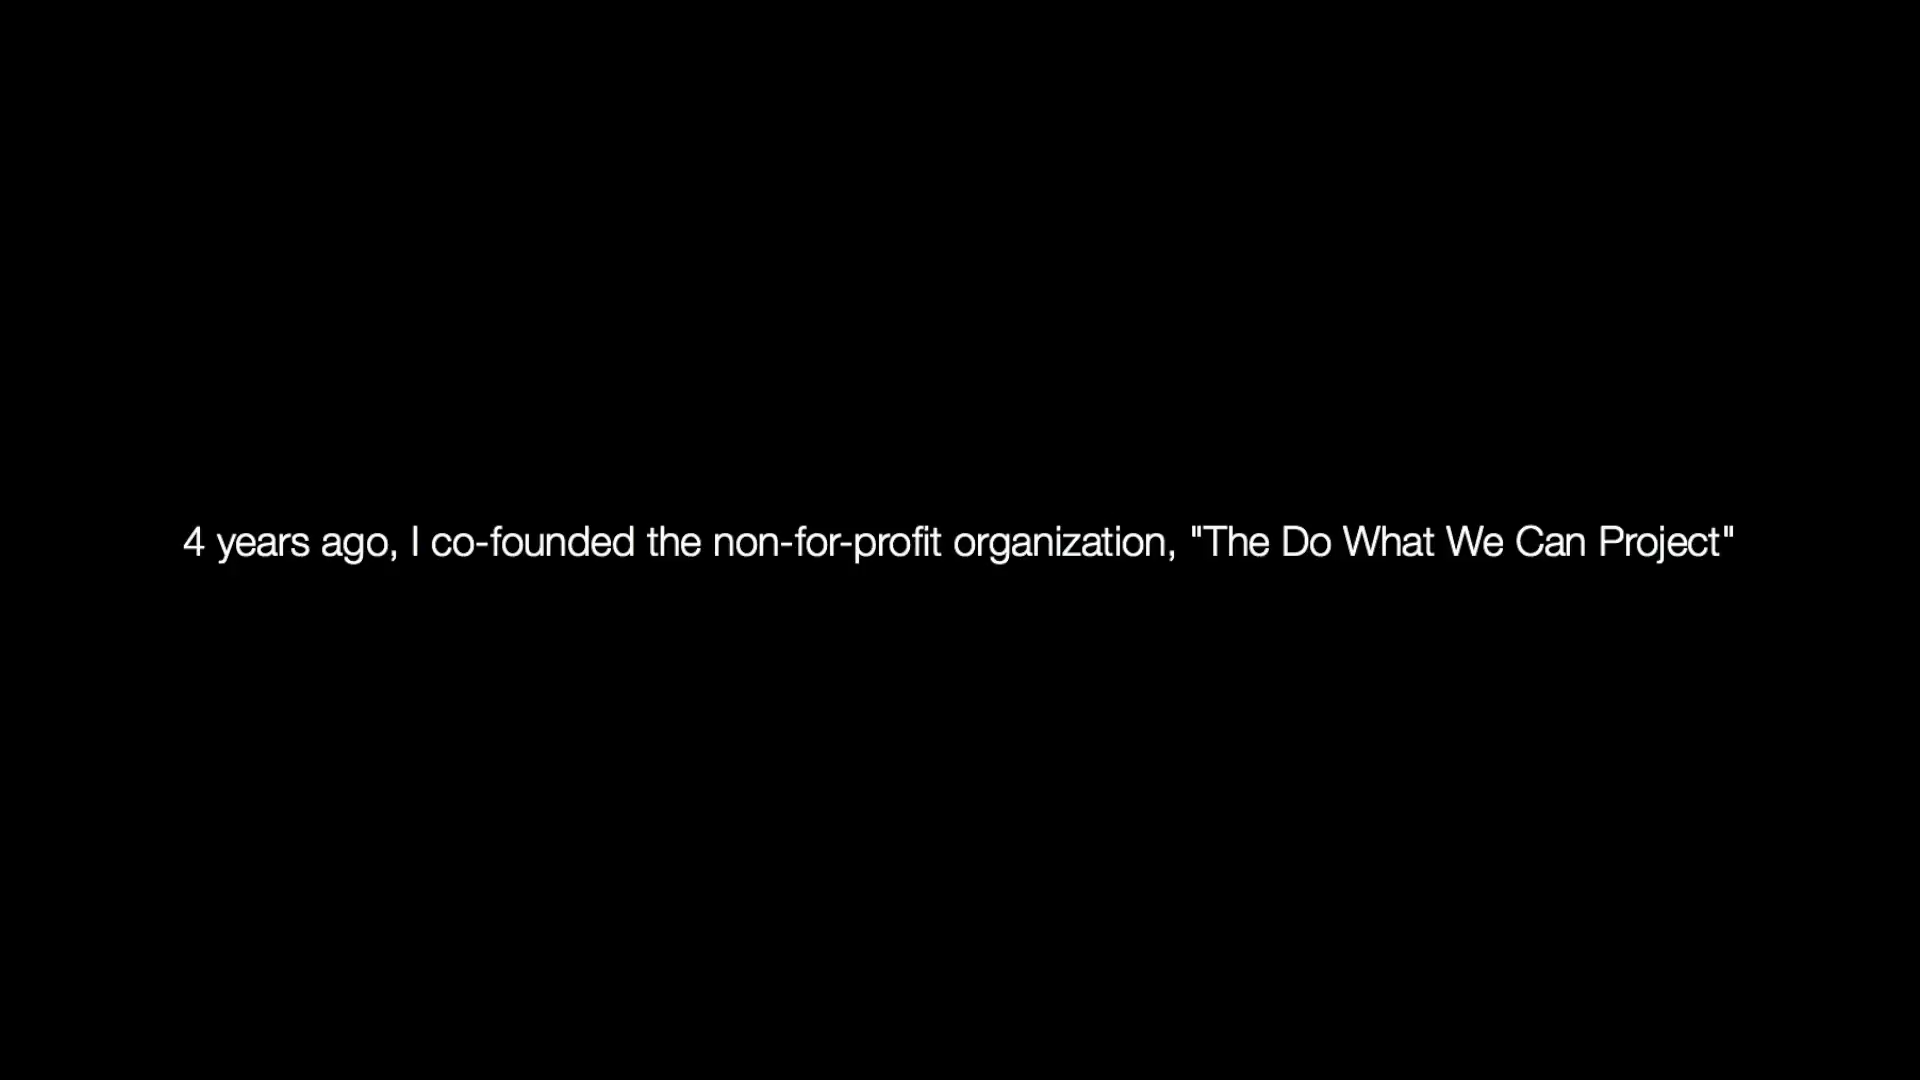 4 years ago, I co-founded the non-for-profit organization, "The Do What We Can Project"